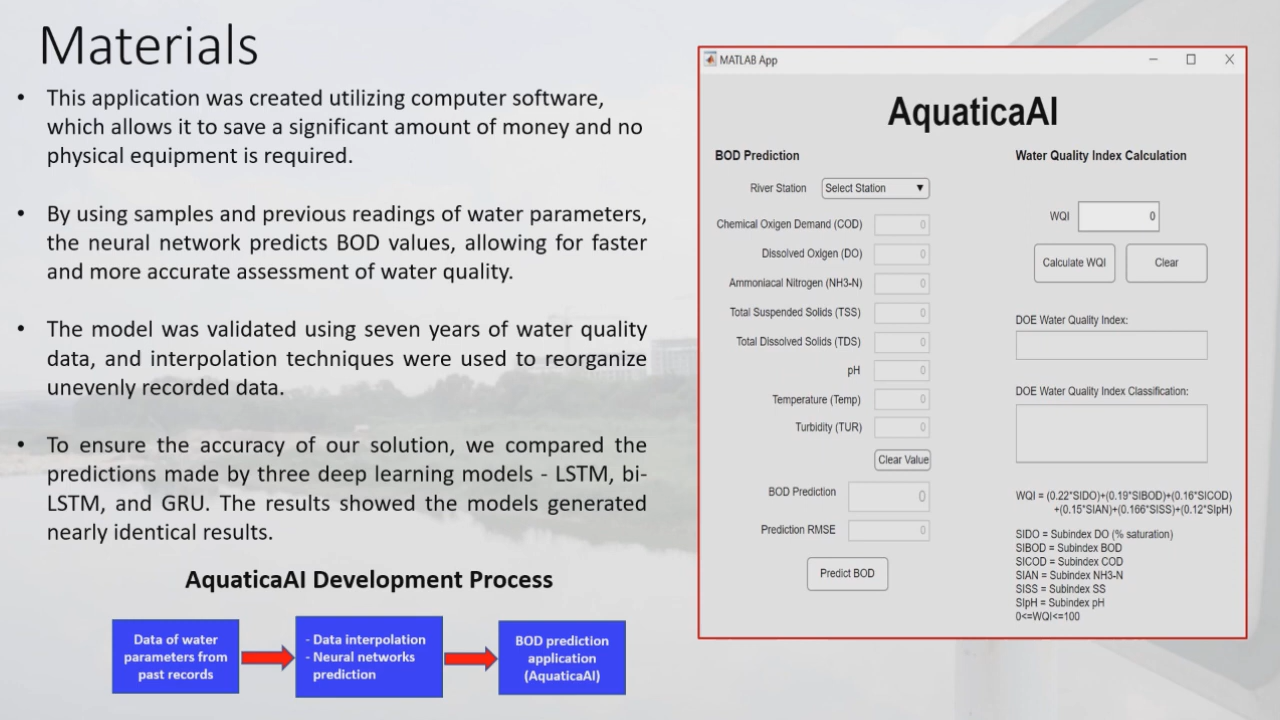 Materials
• This application was created utilizing computer software,
which allows it to save a significant amount of money and no
physical equipment is required.
• By using samples and previous readings of water parameters,
the neural network predicts BOD values, allowing for faster
and more accurate assessment of water quality.
• The model was validated using seven years of water quality
data, and interpolation techniques were used to reorganize
unevenly recorded data.
• To ensure the accuracy of our solution, we compared the
predictions made by three deep learning models - LSTM, bi-
LSTM, and GRU. The results showed the models generated
nearly identical results.
AquaticaAI Development Process
Data of water
parameters from
past records
- Data interpolation
- Neural networks
prediction
BOD prediction
application
(AquaticaAI)
MATLAB App
AquaticaAI
BOD Prediction
River Station Select Station
Chemical Oxigen Demand (COD) 0
Dissolved Oxigen (DO) 0
Ammoniacal Nitrogen (NH3-N) 0
Total Suspended Solids (TSS) 0
Total Dissolved Solids (TDS) 0
pH 0
Temperature (Temp) 0
Turbidity (TUR) 0
Clear Value
BOD Prediction 0
Prediction RMSE 0
Predict BOD
Water Quality Index Calculation
WQI 0
Calculate WQI Clear
DOE Water Quality Index:
DOE Water Quality Index Classification:
WQI = (0.22*SIDO)+(0.19*SIBOD)+(0.16*SICOD)
+(0.15*SIAN)+(0.166*SISS)+(0.12*SIpH)
SIDO = Subindex DO (% saturation)
SIBOD = Subindex BOD
SICOD = Subindex COD
SIAN = Subindex NH3-N
SISS = Subindex SS
SIpH = Subindex pH
0<=WQI<=100